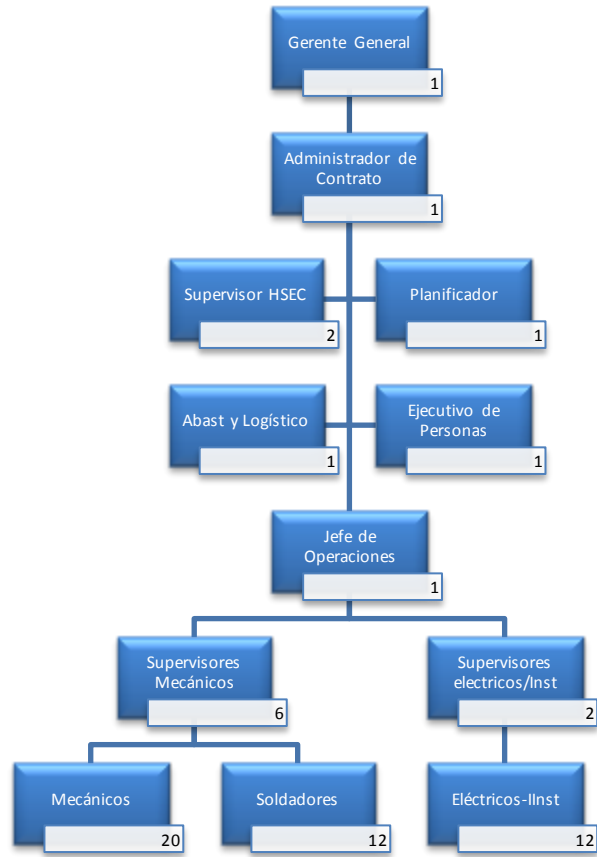 Gerente General
1
Administrador de
Contrato
1
Supervisor HSEC
2
Planificador
1
Abast y Logístico
1
Ejecutivo de
Personas
1
Jefe de
Operaciones
1
Supervisores
Mecánicos
6
Supervisores
electricos/Inst
2
Mecánicos
20
Soldadores
12
Eléctricos-IInst
12